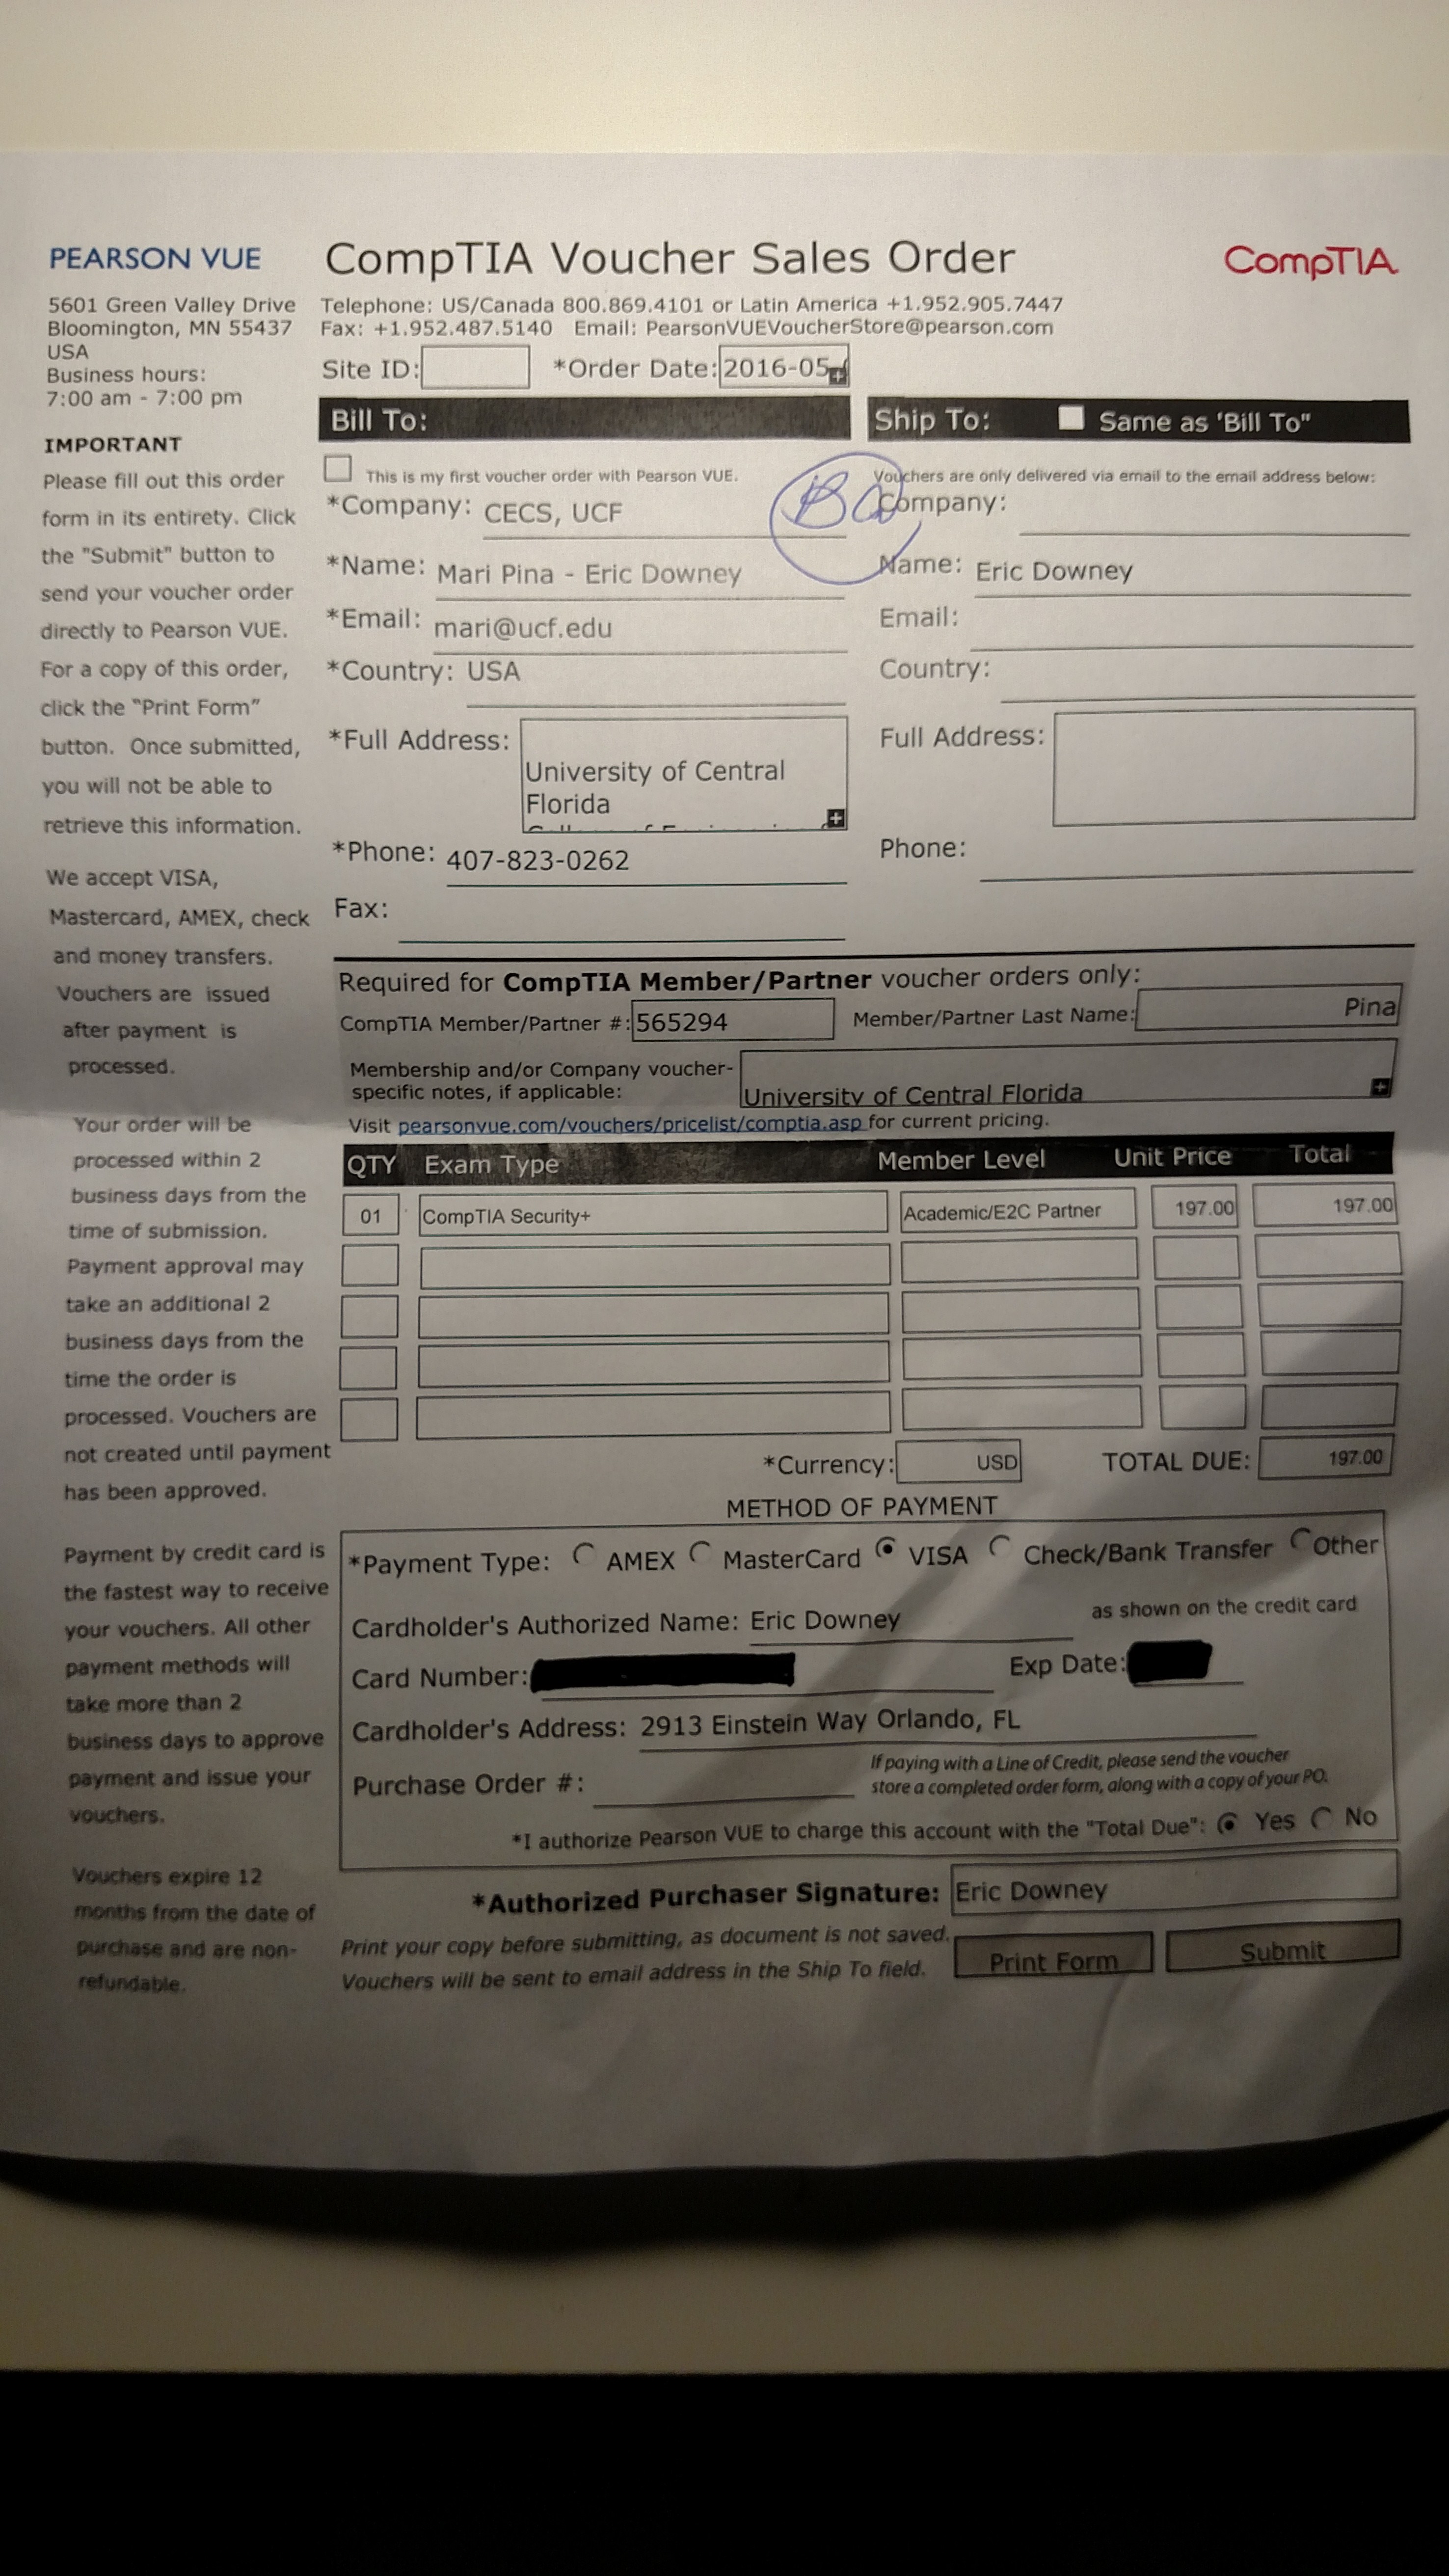 PEARSON VUE
CompTIA Voucher Sales Order
CompTIA
5601 Green Valley Drive
Bloomington, MN 55437
USA
Business hours:
7:00 am - 7:00 pm
Telephone: US/Canada 800.869.4101 or Latin America +1.952.905.7447
Fax: +1.952.487.5140 Email: PearsonVUEVoucherStore@pearson.com
Site ID: *Order Date: 2016-05
IMPORTANT
Please fill out this order
form in its entirety. Click
the "Submit" button to
send your voucher order
directly to Pearson VUE.
For a copy of this order,
click the "Print Form"
button. Once submitted,
you will not be able to
retrieve this information.
We accept VISA,
Mastercard, AMEX, check
and money transfers.
Vouchers are issued
after payment is
processed.
Your order will be
processed within 2
business days from the
time of submission.
Payment approval may
take an additional 2
business days from the
time the order is
processed. Vouchers are
not created until payment
has been approved.
Payment by credit card is
the fastest way to receive
your vouchers. All other
payment methods will
take more than 2
business days to approve
payment and issue your
vouchers.
Vouchers expire 12
months from the date of
purchase and are non-
refundable.
Bill To:
This is my first voucher order with Pearson VUE.
*Company: CECS, UCF
*Name: Mari Pina - Eric Downey
*Email: mari@ucf.edu
*Country: USA
*Full Address:
University of Central
Florida
*Phone: 407-823-0262
Fax:
Ship To: Same as 'Bill To"
Vouchers are only delivered via email to the email address below:
Company:
Name: Eric Downey
Email:
Country:
Full Address:
Phone:
Required for CompTIA Member/Partner voucher orders only:
CompTIA Member/Partner #: 565294 Member/Partner Last Name: Pina
Membership and/or Company voucher-
specific notes, if applicable:
University of Central Florida
Visit pearsonvue.com/vouchers/pricelist/comptia.asp for current pricing.
QTY Exam Type Member Level Unit Price Total
01 CompTIA Security+ Academic/E2C Partner 197.00 197.00
*Currency: USD TOTAL DUE: 197.00
METHOD OF PAYMENT
*Payment Type: AMEX MasterCard VISA Check/Bank Transfer Other
Cardholder's Authorized Name: Eric Downey as shown on the credit card
Card Number: Exp Date:
Cardholder's Address: 2913 Einstein Way Orlando, FL
Purchase Order #:
If paying with a Line of Credit, please send the voucher
store a completed order form, along with a copy of your PO.
*I authorize Pearson VUE to charge this account with the "Total Due": Yes No
*Authorized Purchaser Signature: Eric Downey
Print your copy before submitting, as document is not saved.
Vouchers will be sent to email address in the Ship To field.
Print Form
Submit